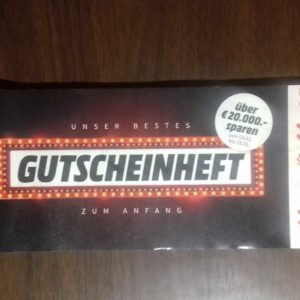 über
€ 20.000.-
sparen
UNSER BESTES
GUTSCHEINHEFT
ZUM ANFANG